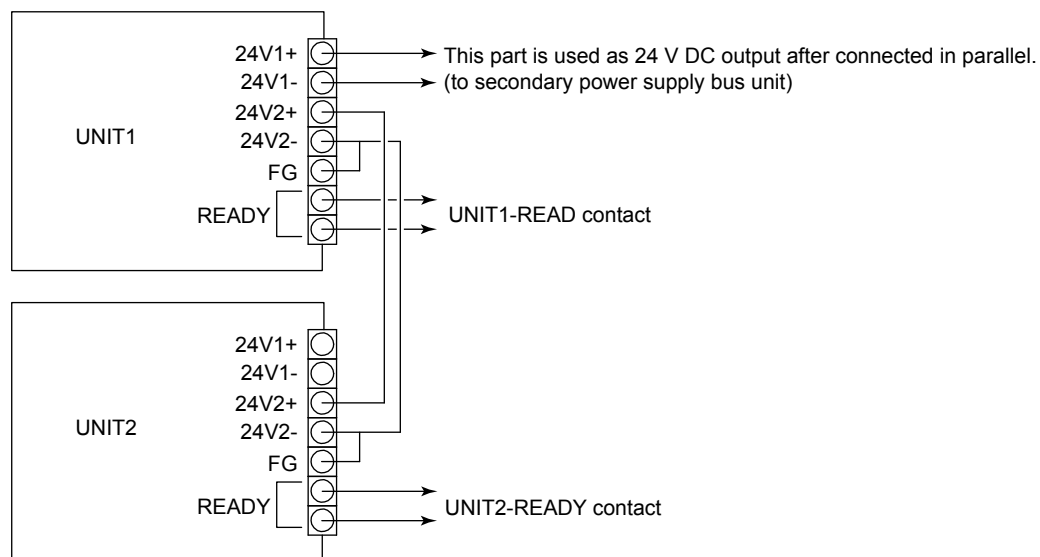 24V1+
This part is used as 24 V DC output after connected in parallel.
24V1-
(to secondary power supply bus unit)
24V2+
UNIT1
24V2-
FG
READY
UNIT1-READ contact
24V1+
24V1-
24V2+
UNIT2
24V2-
FG
READY
UNIT2-READY contact